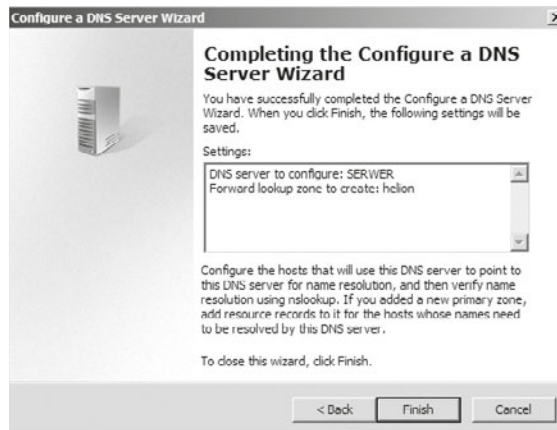 Configure a DNS Server Wizard
Completing the Configure a DNS
Server Wizard
You have successfully completed the Configure a DNS Server
Wizard. When you click Finish, the following settings will be
saved.
Settings:
DNS server to configure: SERWER
Forward lookup zone to create: helion
Configure the hosts that will use this DNS server to point to
this DNS server for name resolution, and then verify name
resolution using nslookup. If you added a new primary zone,
add resource records to it for the hosts whose names need
to be resolved by this DNS server.
To close this wizard, click Finish.
< Back Finish Cancel